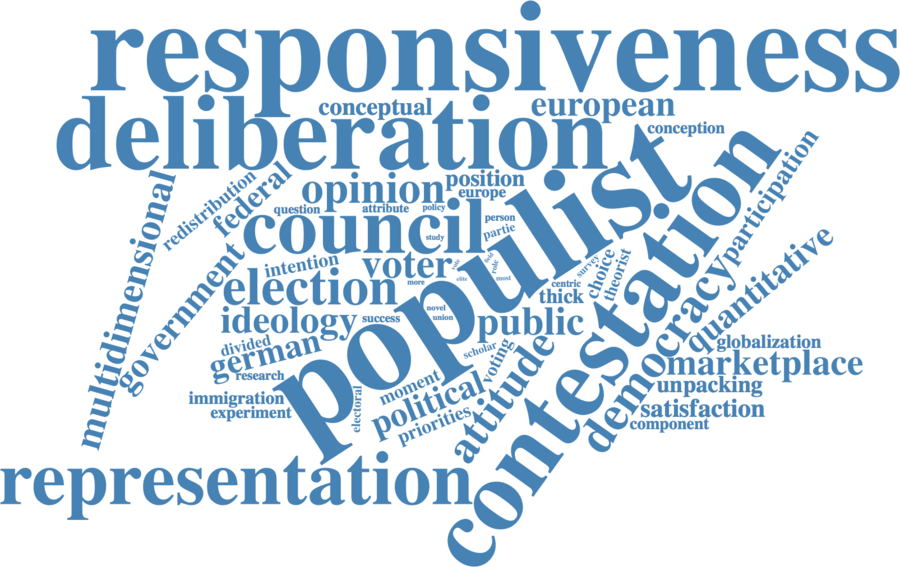 responsiveness
deliberation
conceptual
european
conception
populist
contestation
participation
multidimensional
redistribution
federal
opinion
position
europe
question
attribute
policy
person
council
study
partie
government
intention
voter
vote
field
role
elite
most
more
survey
choice
theorist
centric
thick
election
democracy
quantitative
ideology
success
novel
union
public
divided
german
research
scholar
voting
attitude
globalization
marketplace
unpacking
immigration
experiment
electoral
moment
political
priorities
satisfaction
component
representation